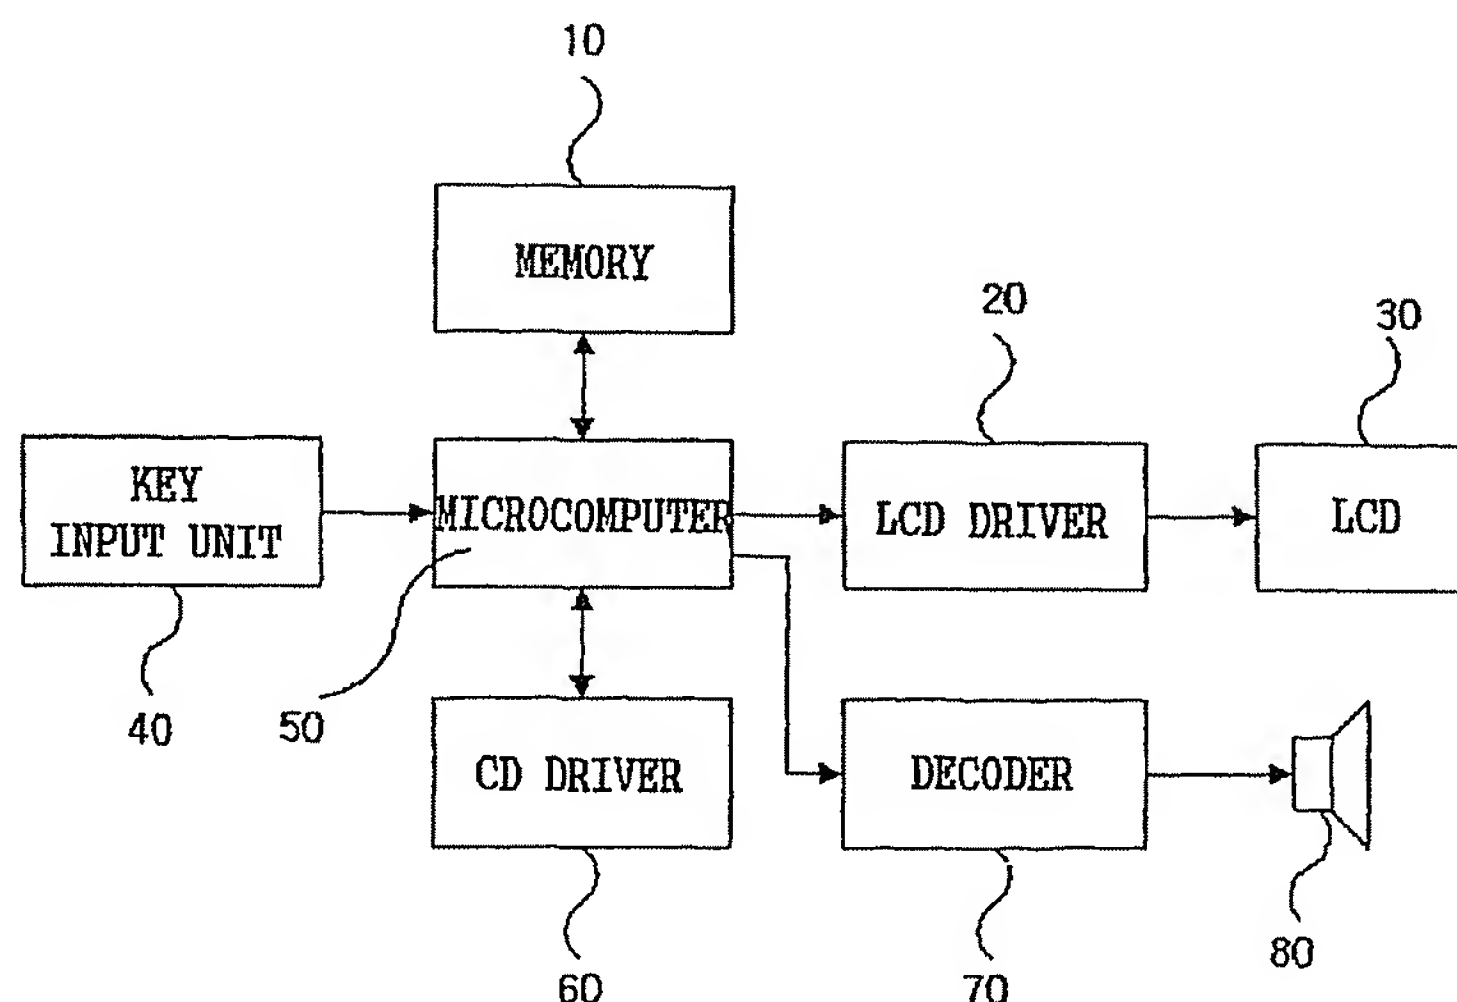 10
MEMORY
20
30
KEY
INPUT UNIT
MICROCOMPUTER
LCD DRIVER
LCD
40
50
CD DRIVER
DECODER
60
70
80